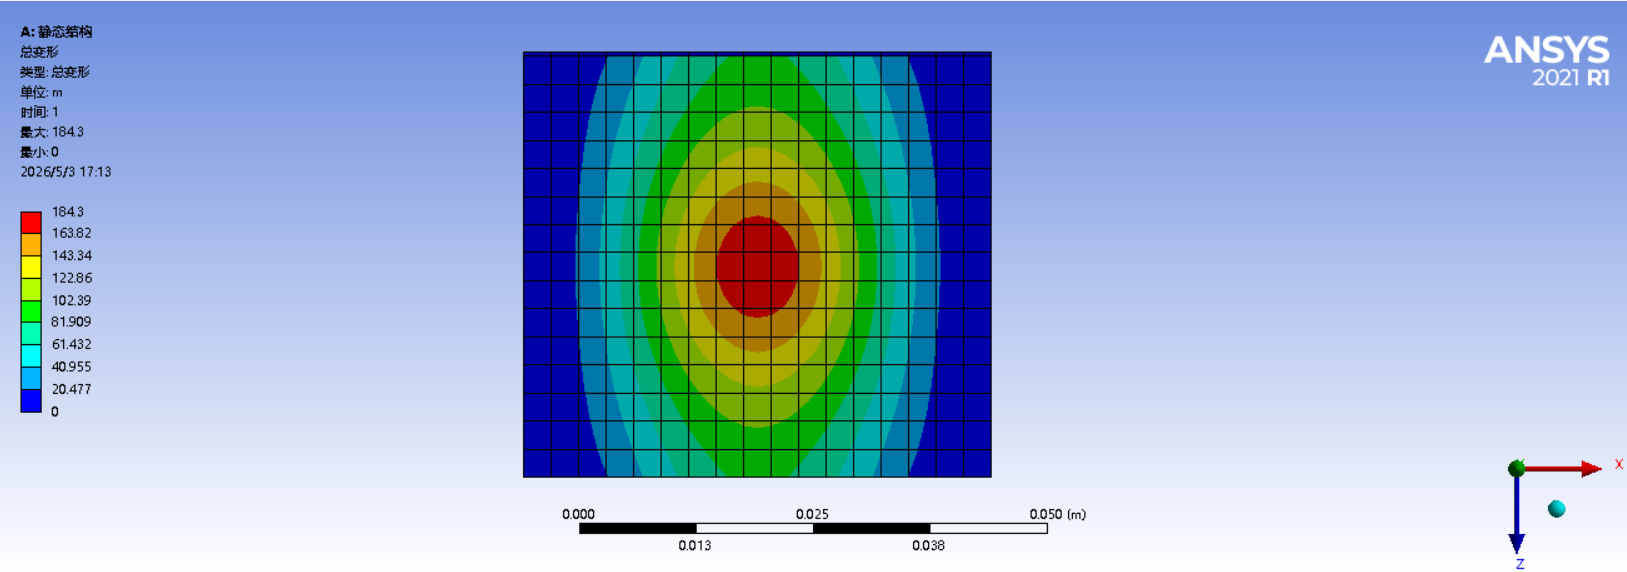 A: 静态结构
总变形
类型: 总变形
单位: m
时间: 1
最大: 184.3
最小: 0
2026/5/3 17:13
184.3
163.82
143.34
122.86
102.39
81.909
61.432
40.955
20.477
0
ANSYS
2021 R1
0.000 0.025 0.050 (m)
0.013 0.038
X
Z